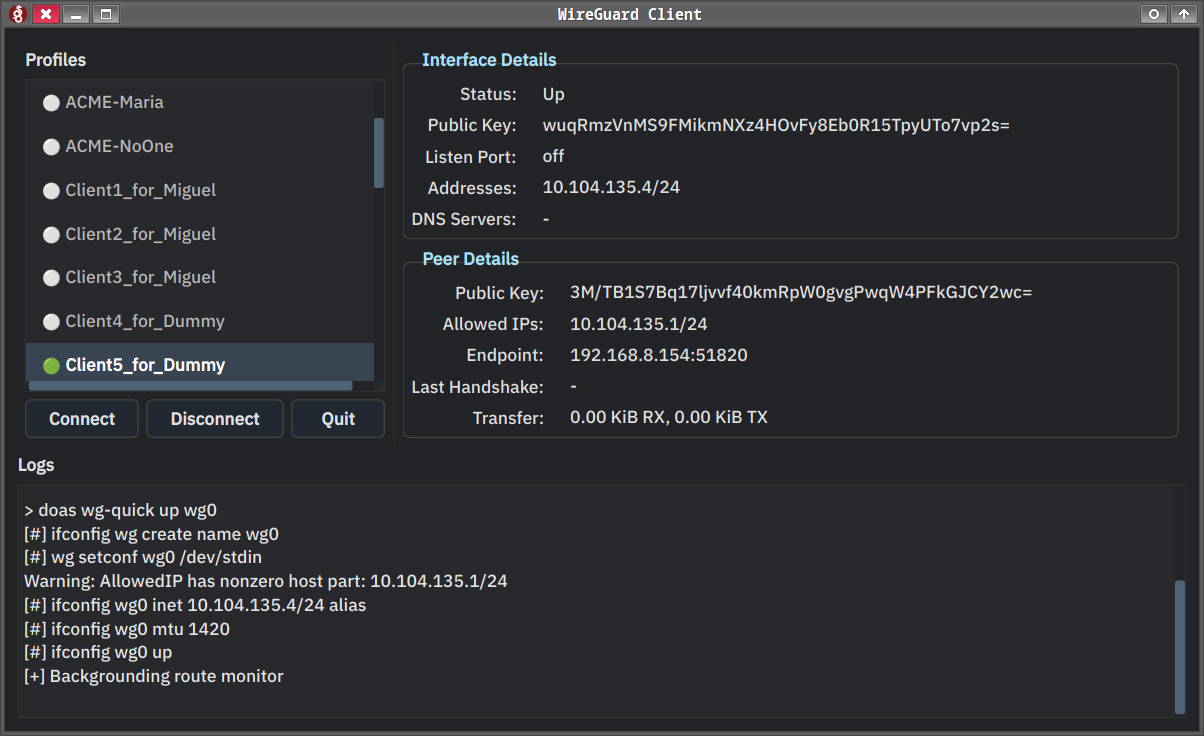 WireGuard Client
Profiles
ACME-Maria
ACME-NoOne
Client1_for_Miguel
Client2_for_Miguel
Client3_for_Miguel
Client4_for_Dummy
Client5_for_Dummy
Connect
Disconnect
Quit
Interface Details
Status: Up
Public Key: wuqRmzVnMS9FMikmNXz4HOvFy8Eb0R15TpyUTo7vp2s=
Listen Port: off
Addresses: 10.104.135.4/24
DNS Servers: -
Peer Details
Public Key: 3M/TB1S7Bq17ljvvf40kmRpW0gvgPwqW4PFkGJCY2wc=
Allowed IPs: 10.104.135.1/24
Endpoint: 192.168.8.154:51820
Last Handshake: -
Transfer: 0.00 KiB RX, 0.00 KiB TX
Logs
> doas wg-quick up wg0
[#] ifconfig wg create name wg0
[#] wg setconf wg0 /dev/stdin
Warning: AllowedIP has nonzero host part: 10.104.135.1/24
[#] ifconfig wg0 inet 10.104.135.4/24 alias
[#] ifconfig wg0 mtu 1420
[#] ifconfig wg0 up
[+] Backgrounding route monitor